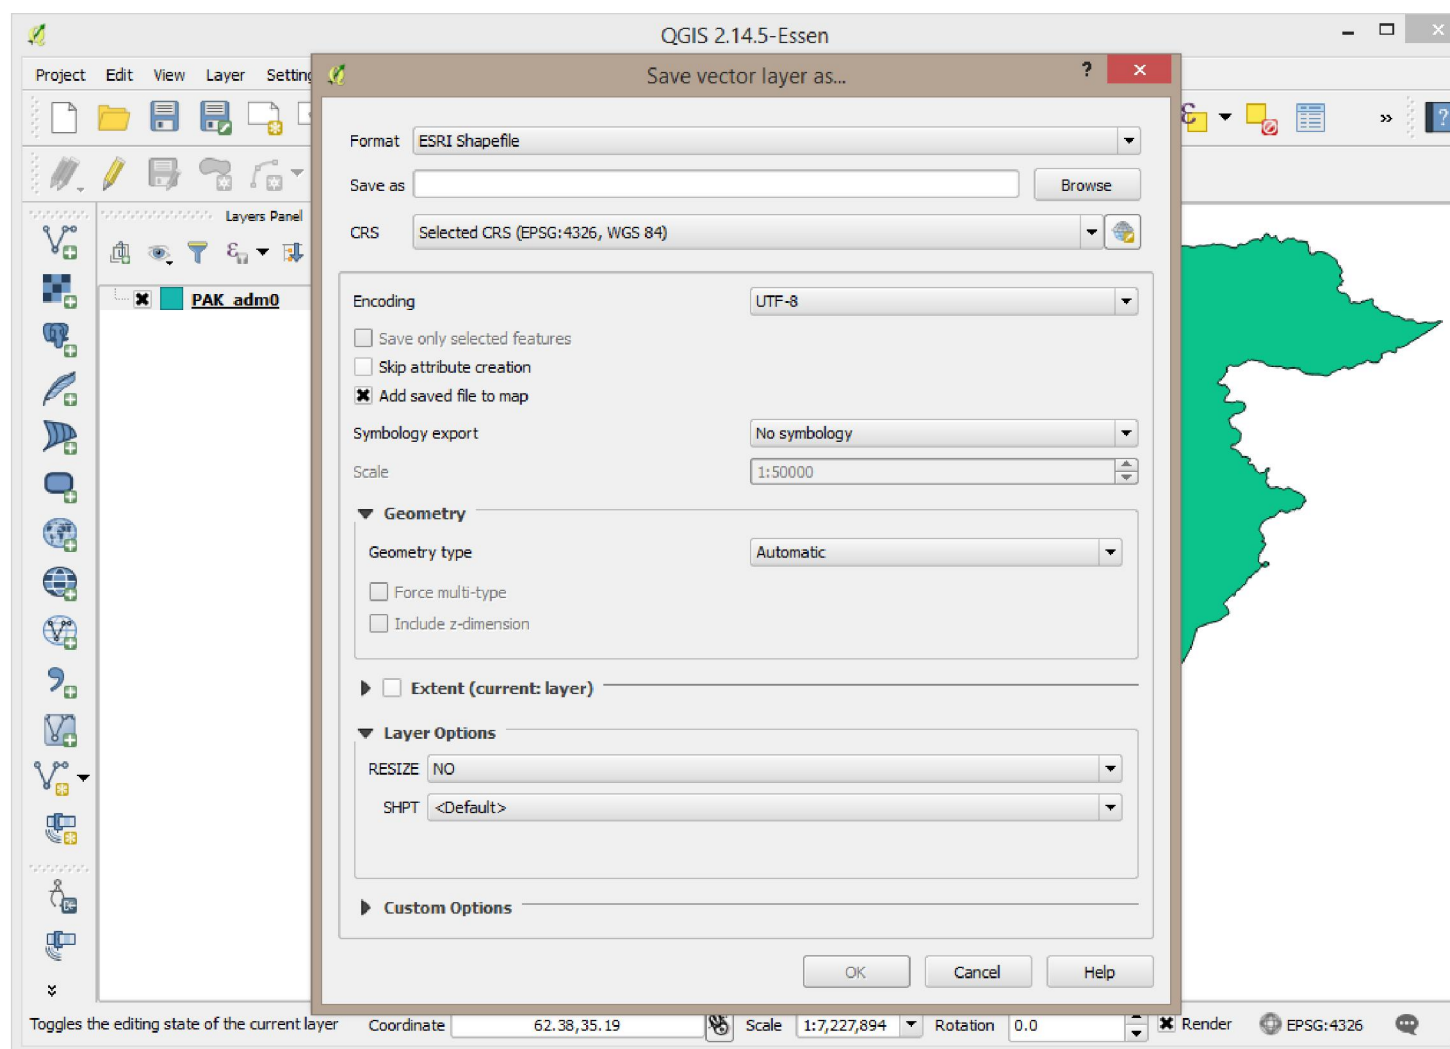 QGIS 2.14.5-Essen
Project Edit View Layer Setting
Save vector layer as...
?
Format ESRI Shapefile
Save as Browse
CRS Selected CRS (EPSG:4326, WGS 84)
Layers Panel
PAK_adm0
Encoding UTF-8
Save only selected features
Skip attribute creation
Add saved file to map
Symbology export No symbology
Scale 1:50000
Geometry
Geometry type Automatic
Force multi-type
Include z-dimension
Extent (current: layer)
Layer Options
RESIZE NO
SHPT <Default>
Custom Options
OK Cancel Help
Toggles the editing state of the current layer Coordinate 62.38,35.19 Scale 1:7,227,894 Rotation 0.0 Render EPSG:4326